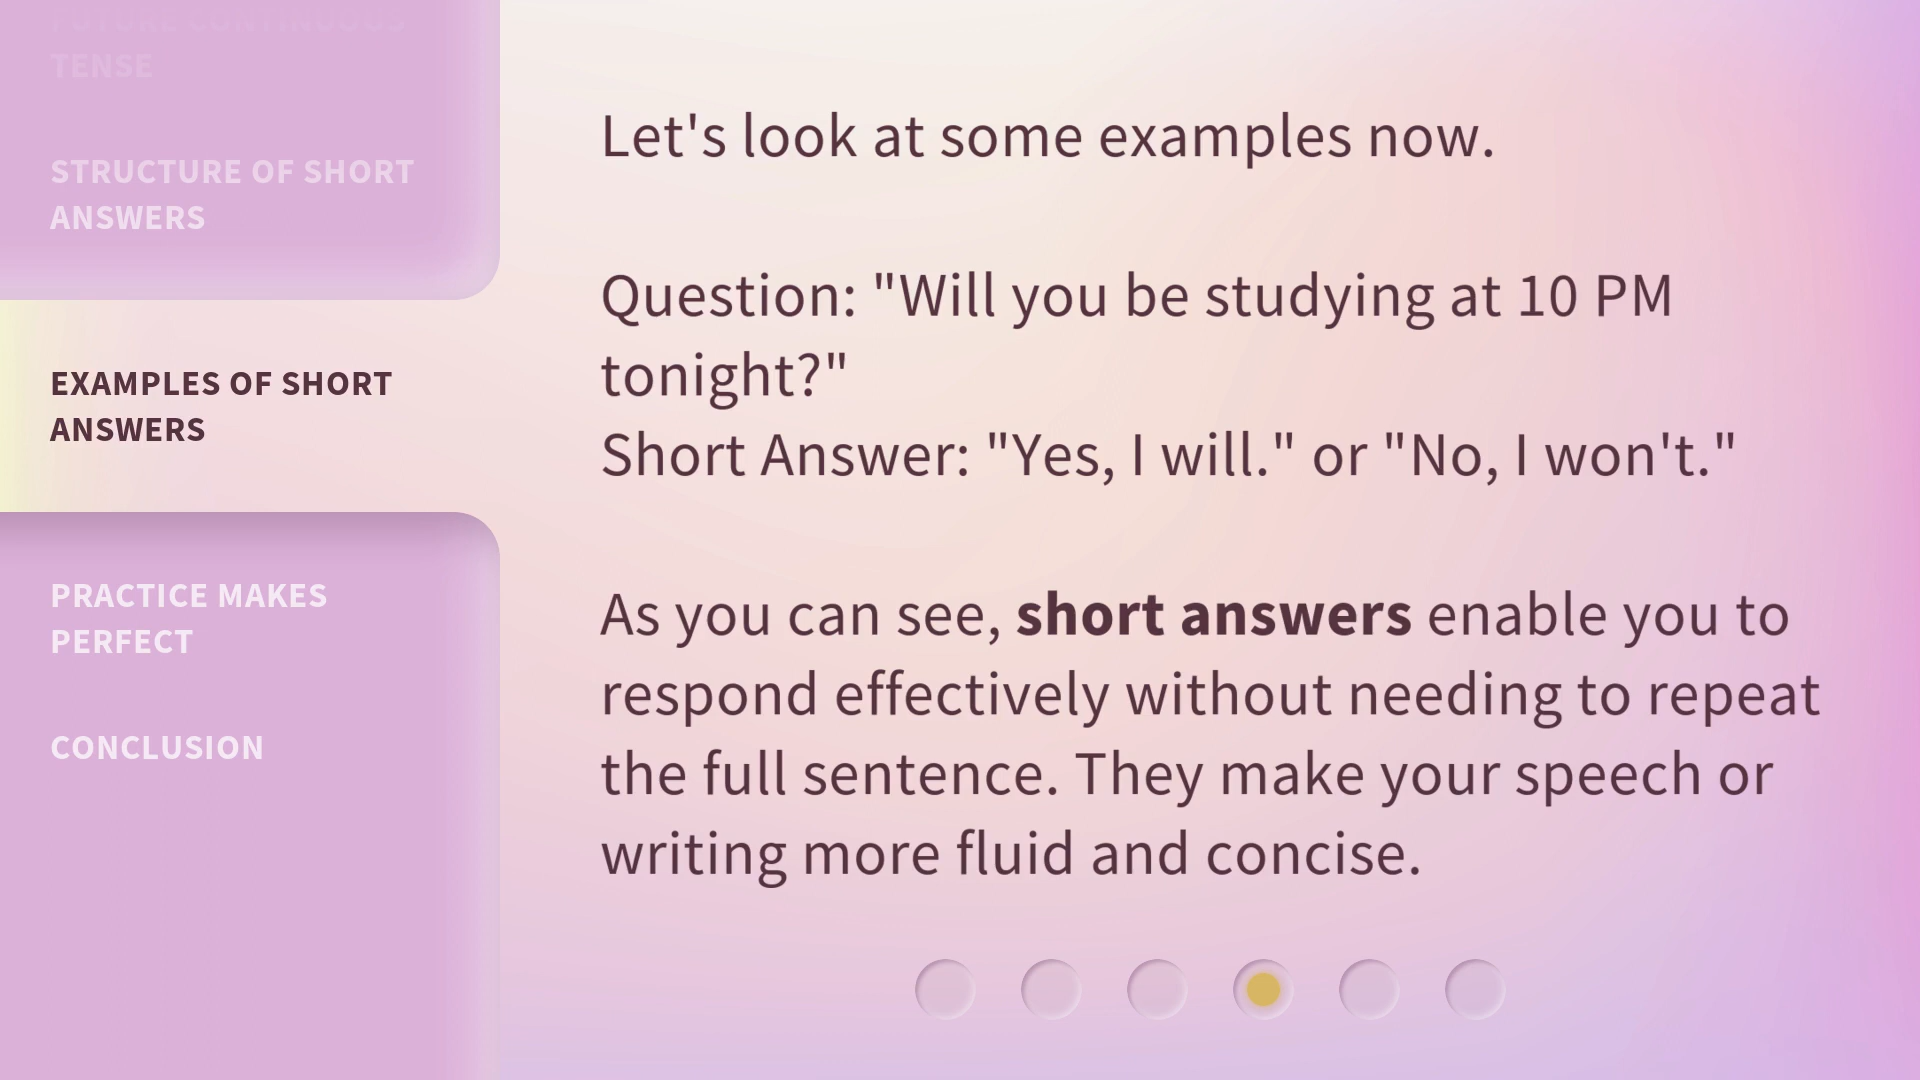 FUTURE CONTINUOUS
TENSE
STRUCTURE OF SHORT
ANSWERS
EXAMPLES OF SHORT
ANSWERS
PRACTICE MAKES
PERFECT
CONCLUSION
Let's look at some examples now.
Question: "Will you be studying at 10 PM
tonight?"
Short Answer: "Yes, I will." or "No, I won't."
As you can see, short answers enable you to
respond effectively without needing to repeat
the full sentence. They make your speech or
writing more fluid and concise.